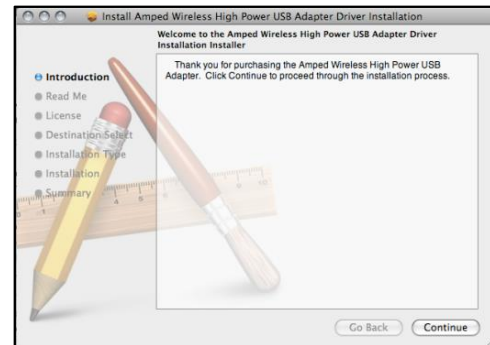 Install Amped Wireless High Power USB Adapter Driver Installation
Welcome to the Amped Wireless High Power USB Adapter Driver
Installation Installer
Thank you for purchasing the Amped Wireless High Power USB
Adapter. Click Continue to proceed through the installation process.
Introduction
Read Me
License
Destination Select
Installation Type
Installation
Summary
Go Back
Continue